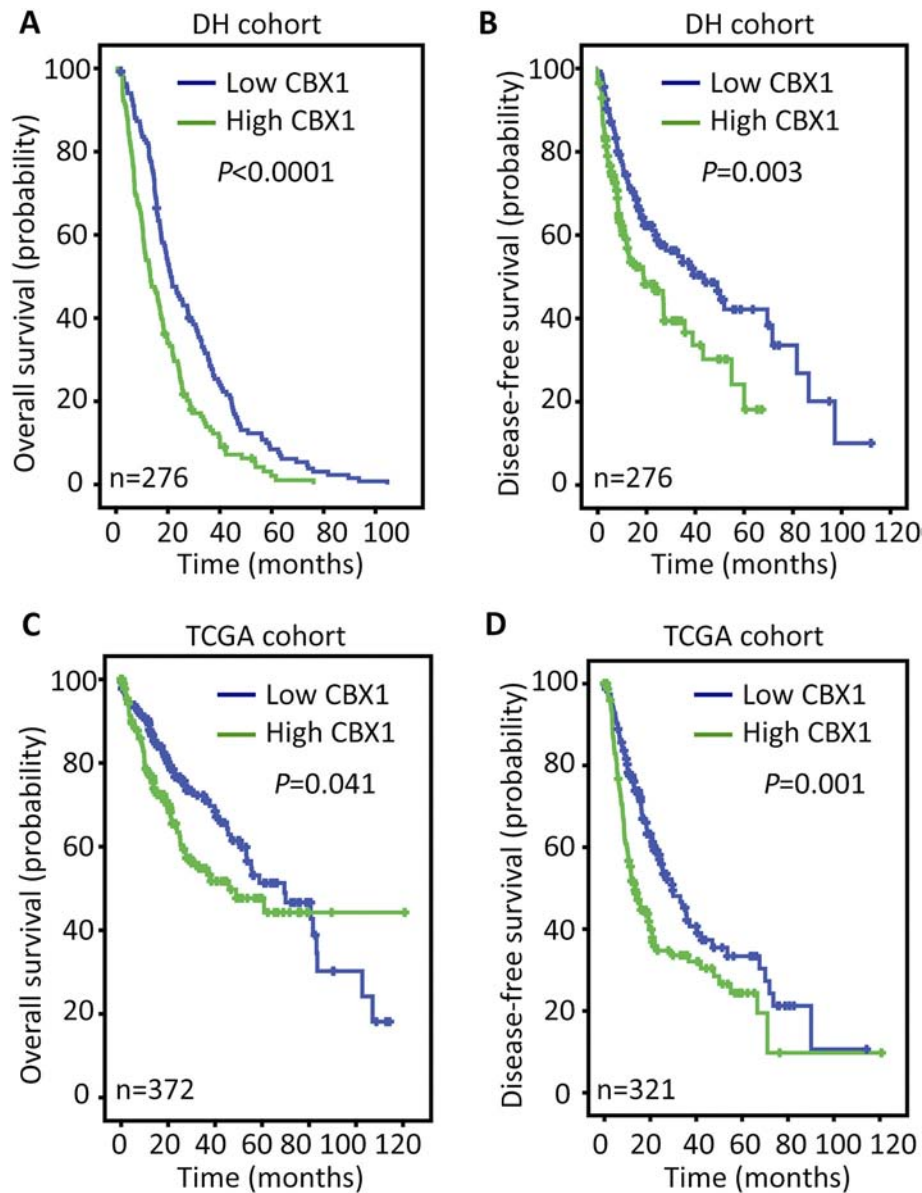 A
DH cohort
Overall survival (probability)
100
80
60
40
20
0
Low CBX1
High CBX1
P<0.0001
n=276
0 20 40 60 80 100
Time (months)
B
DH cohort
Disease-free survival (probability)
100
80
60
40
20
0
Low CBX1
High CBX1
P=0.003
n=276
0 20 40 60 80 100 120
Time (months)
C
TCGA cohort
Overall survival (probability)
100
80
60
40
20
0
Low CBX1
High CBX1
P=0.041
n=372
0 20 40 60 80 100 120
Time (months)
D
TCGA cohort
Disease-free survival (probability)
100
80
60
40
20
0
Low CBX1
High CBX1
P=0.001
n=321
0 20 40 60 80 100 120
Time (months)